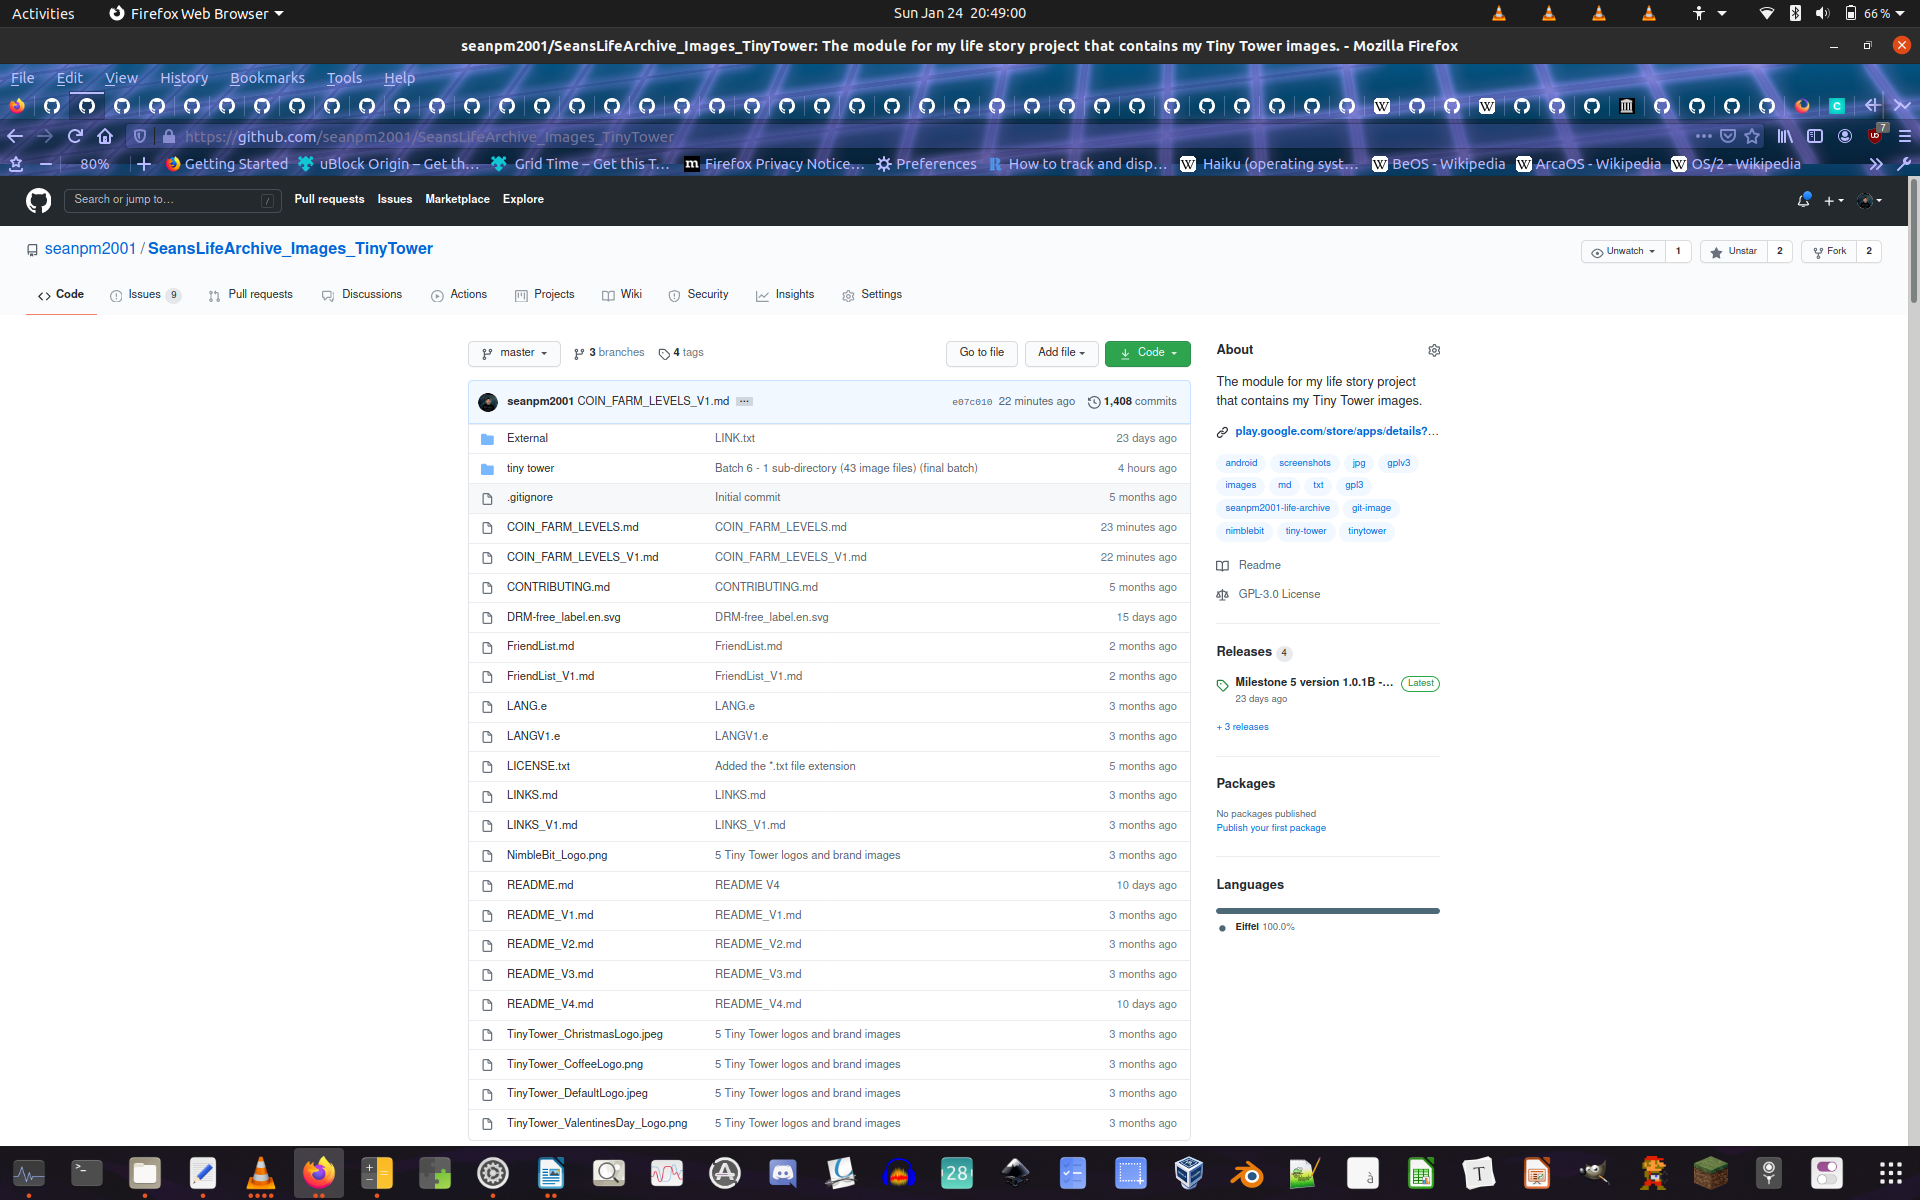 Activities Firefox Web Browser Sun Jan 24 20:49:00 66 %
seanpm2001/SeansLifeArchive_Images_TinyTower: The module for my life story project that contains my Tiny Tower images. - Mozilla Firefox
File Edit View History Bookmarks Tools Help
https://github.com/seanpm2001/SeansLifeArchive_Images_TinyTower 7
80% Getting Started uBlock Origin – Get th… Grid Time – Get this T… Firefox Privacy Notice… Preferences How to track and disp… Haiku (operating syst… BeOS - Wikipedia ArcaOS - Wikipedia OS/2 - Wikipedia
Search or jump to… / Pull requests Issues Marketplace Explore
seanpm2001 / SeansLifeArchive_Images_TinyTower Unwatch 1 Unstar 2 Fork 2
Code Issues 9 Pull requests Discussions Actions Projects Wiki Security Insights Settings
master 3 branches 4 tags Go to file Add file Code
seanpm2001 COIN_FARM_LEVELS_V1.md … e07c010 22 minutes ago 1,408 commits
External LINK.txt 23 days ago
tiny tower Batch 6 - 1 sub-directory (43 image files) (final batch) 4 hours ago
.gitignore Initial commit 5 months ago
COIN_FARM_LEVELS.md COIN_FARM_LEVELS.md 23 minutes ago
COIN_FARM_LEVELS_V1.md COIN_FARM_LEVELS_V1.md 22 minutes ago
CONTRIBUTING.md CONTRIBUTING.md 5 months ago
DRM-free_label.en.svg DRM-free_label.en.svg 15 days ago
FriendList.md FriendList.md 2 months ago
FriendList_V1.md FriendList_V1.md 2 months ago
LANG.e LANG.e 3 months ago
LANGV1.e LANGV1.e 3 months ago
LICENSE.txt Added the *.txt file extension 5 months ago
LINKS.md LINKS.md 3 months ago
LINKS_V1.md LINKS_V1.md 3 months ago
NimbleBit_Logo.png 5 Tiny Tower logos and brand images 3 months ago
README.md README V4 10 days ago
README_V1.md README_V1.md 3 months ago
README_V2.md README_V2.md 3 months ago
README_V3.md README_V3.md 3 months ago
README_V4.md README_V4.md 10 days ago
TinyTower_ChristmasLogo.jpeg 5 Tiny Tower logos and brand images 3 months ago
TinyTower_CoffeeLogo.png 5 Tiny Tower logos and brand images 3 months ago
TinyTower_DefaultLogo.jpeg 5 Tiny Tower logos and brand images 3 months ago
TinyTower_ValentinesDay_Logo.png 5 Tiny Tower logos and brand images 3 months ago
About
The module for my life story project
that contains my Tiny Tower images.
play.google.com/store/apps/details?…
android screenshots jpg gplv3
images md txt gpl3
seanpm2001-life-archive git-image
nimblebit tiny-tower tinytower
Readme
GPL-3.0 License
Releases 4
Milestone 5 version 1.0.1B -… Latest
23 days ago
+ 3 releases
Packages
No packages published
Publish your first package
Languages
Eiffel 100.0%
28